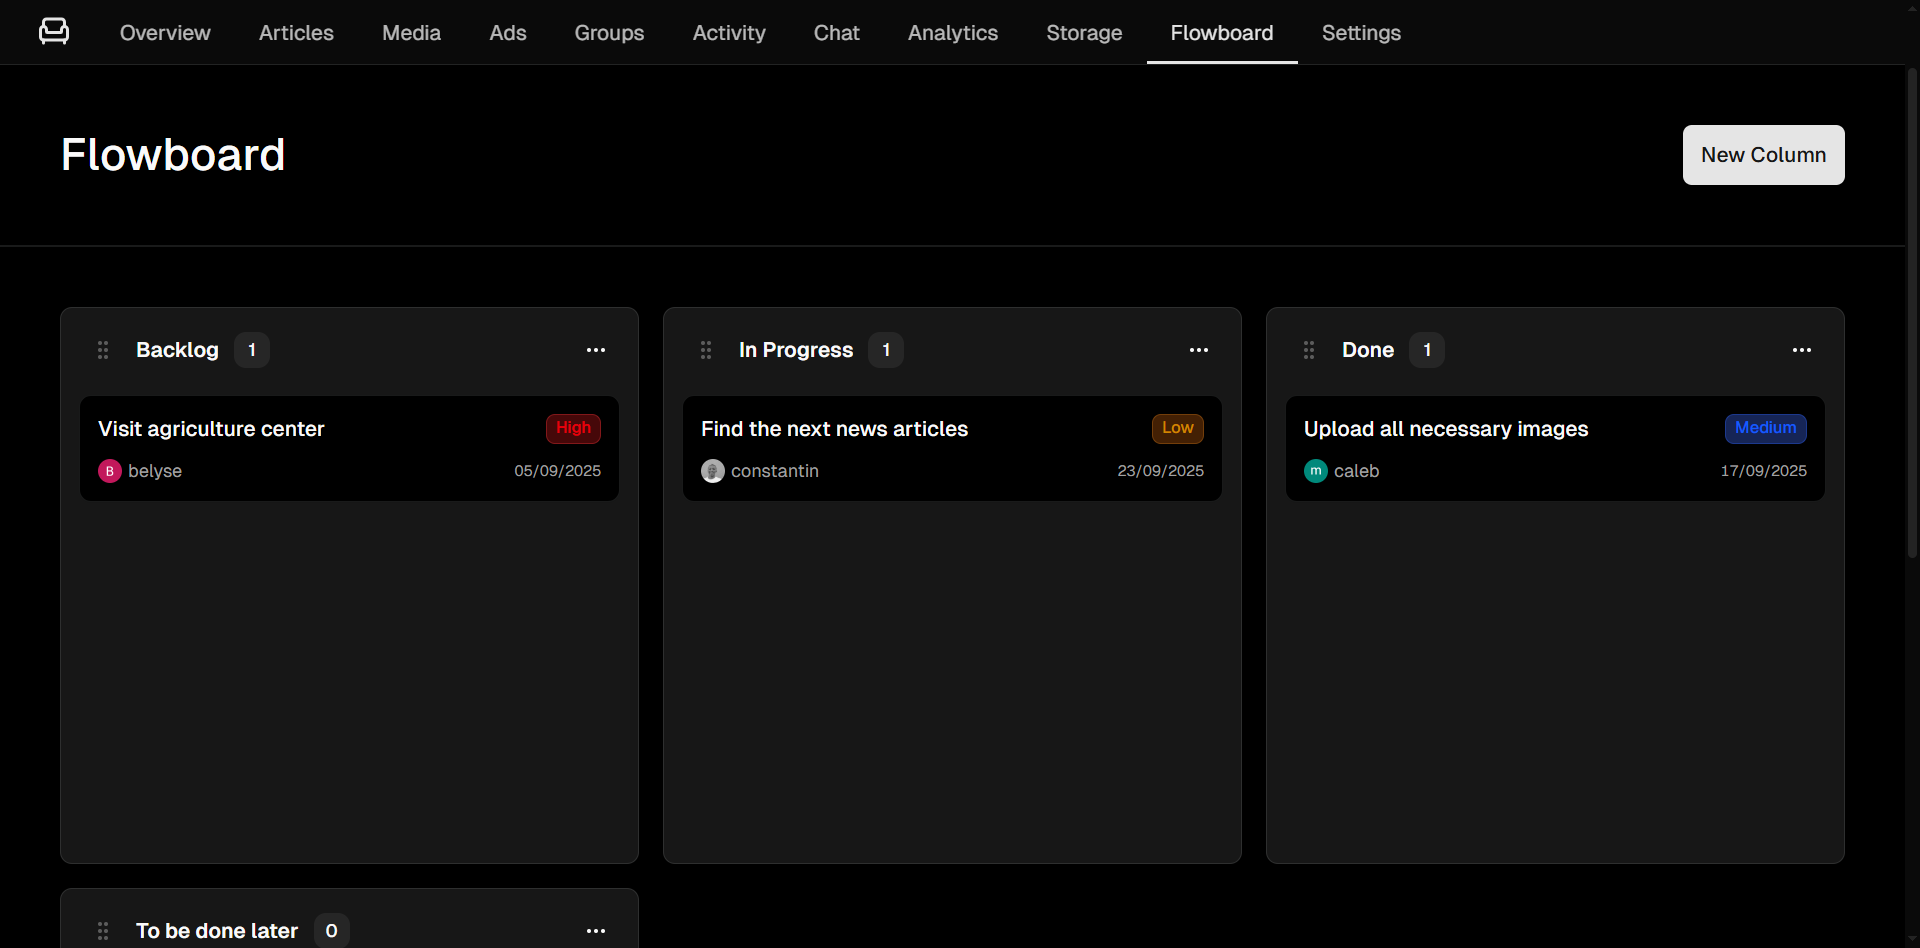 Overview Articles Media Ads Groups Activity Chat Analytics Storage Flowboard Settings
Flowboard
New Column
Backlog 1
Visit agriculture center High
B belyse 05/09/2025
In Progress 1
Find the next news articles Low
constantin 23/09/2025
Done 1
Upload all necessary images Medium
m caleb 17/09/2025
To be done later 0